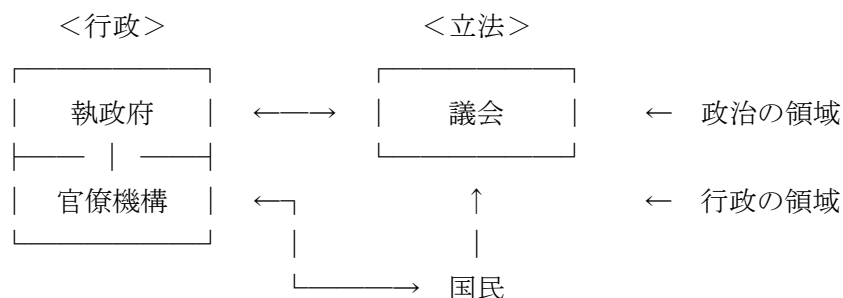 ＜行政＞ ＜立法＞
執政府 ←─→ 議会 ← 政治の領域
官僚機構 ←┐ ↑ ← 行政の領域
└───→ 国民